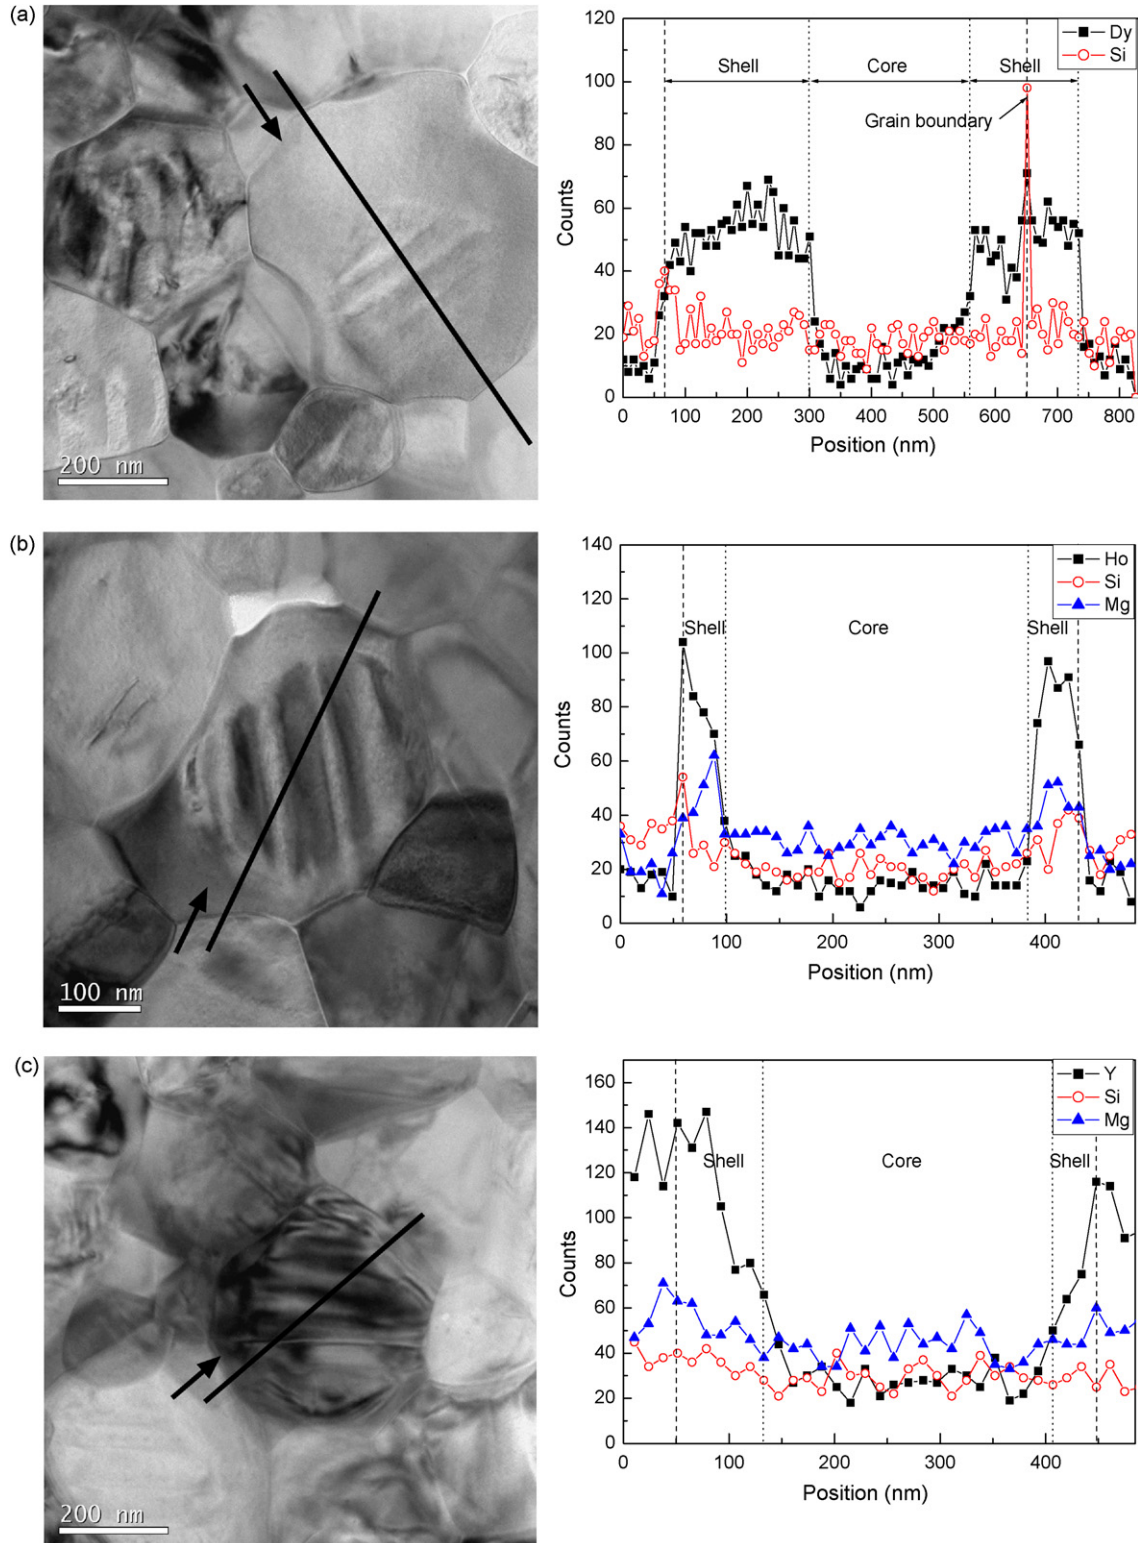 (a)
200 nm
120
100
80
60
40
20
0
Counts
Dy
Si
Shell
Core
Shell
Grain boundary
0 100 200 300 400 500 600 700 800
Position (nm)
(b)
100 nm
140
120
100
80
60
40
20
0
Counts
Ho
Si
Mg
Shell
Core
Shell
0 100 200 300 400
Position (nm)
(c)
200 nm
160
140
120
100
80
60
40
20
0
Counts
Y
Si
Mg
Shell
Core
Shell
0 100 200 300 400
Position (nm)